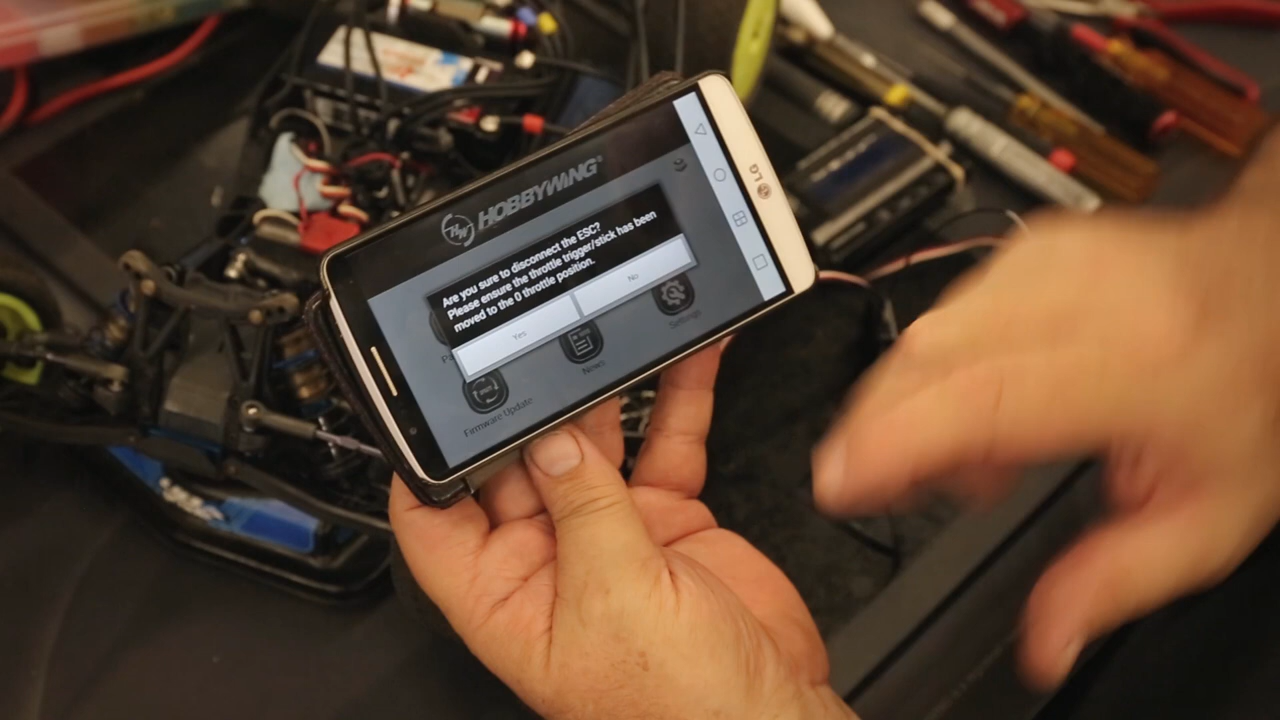 HW HOBBYWING®
Are you sure to disconnect the ESC?
Please ensure the throttle trigger/stick has been
moved to the 0 throttle position.
Yes
No
Settings
News
Firmware Update
LG